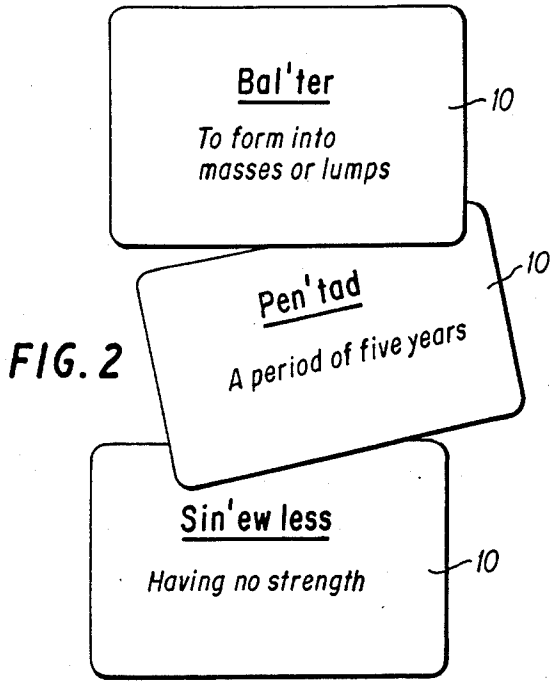 Bal'ter
10
To form into
masses or lumps
Pen'tad
10
A period of five years
FIG. 2
Sin'ew less
10
Having no strength